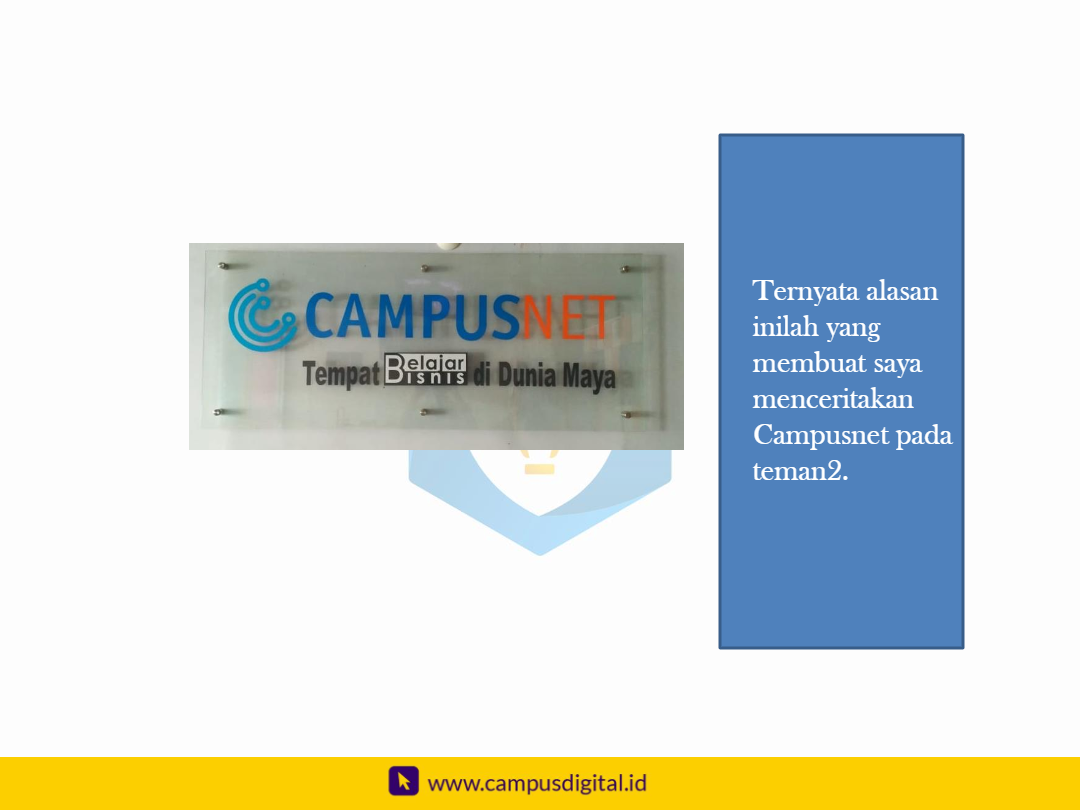 CAMPUSNET
Tempat Belajar Bisnis di Dunia Maya
Ternyata alasan
inilah yang
membuat saya
menceritakan
Campusnet pada
teman2.
www.campusdigital.id